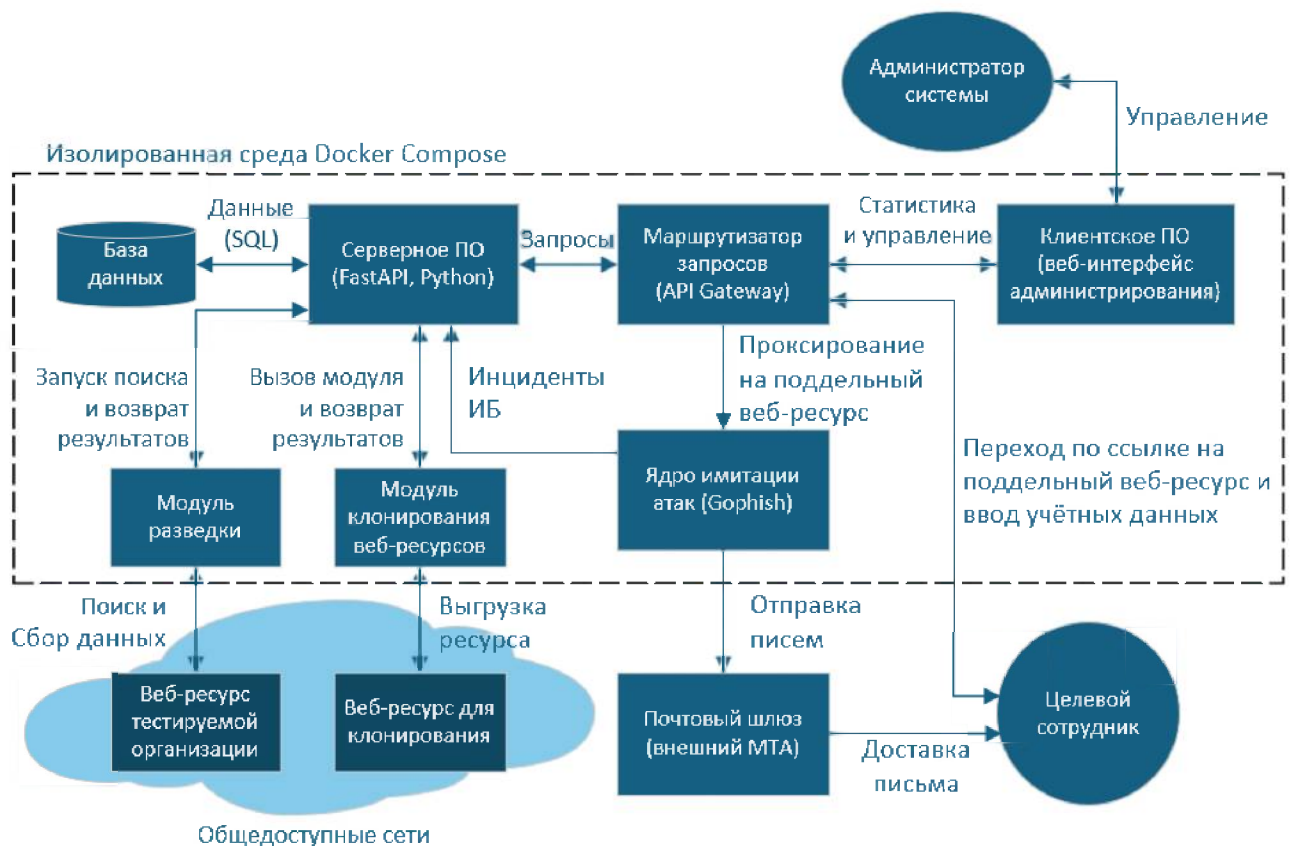 Администратор
системы
Управление
Изолированная среда Docker Compose
База
данных
Данные
(SQL)
Серверное ПО
(FastAPI, Python)
Запросы
Маршрутизатор
запросов
(API Gateway)
Статистика
и управление
Клиентское ПО
(веб-интерфейс
администрирования)
Запуск поиска
и возврат
результатов
Вызов модуля
и возврат
результатов
Инциденты
ИБ
Проксирование
на поддельный
веб-ресурс
Модуль
разведки
Модуль
клонирования
веб-ресурсов
Ядро имитации
атак (Gophish)
Переход по ссылке на
поддельный веб-ресурс и
ввод учётных данных
Поиск и
Сбор данных
Выгрузка
ресурса
Отправка
писем
Веб-ресурс
тестируемой
организации
Веб-ресурс для
клонирования
Почтовый шлюз
(внешний МТА)
Доставка
письма
Целевой
сотрудник
Общедоступные сети